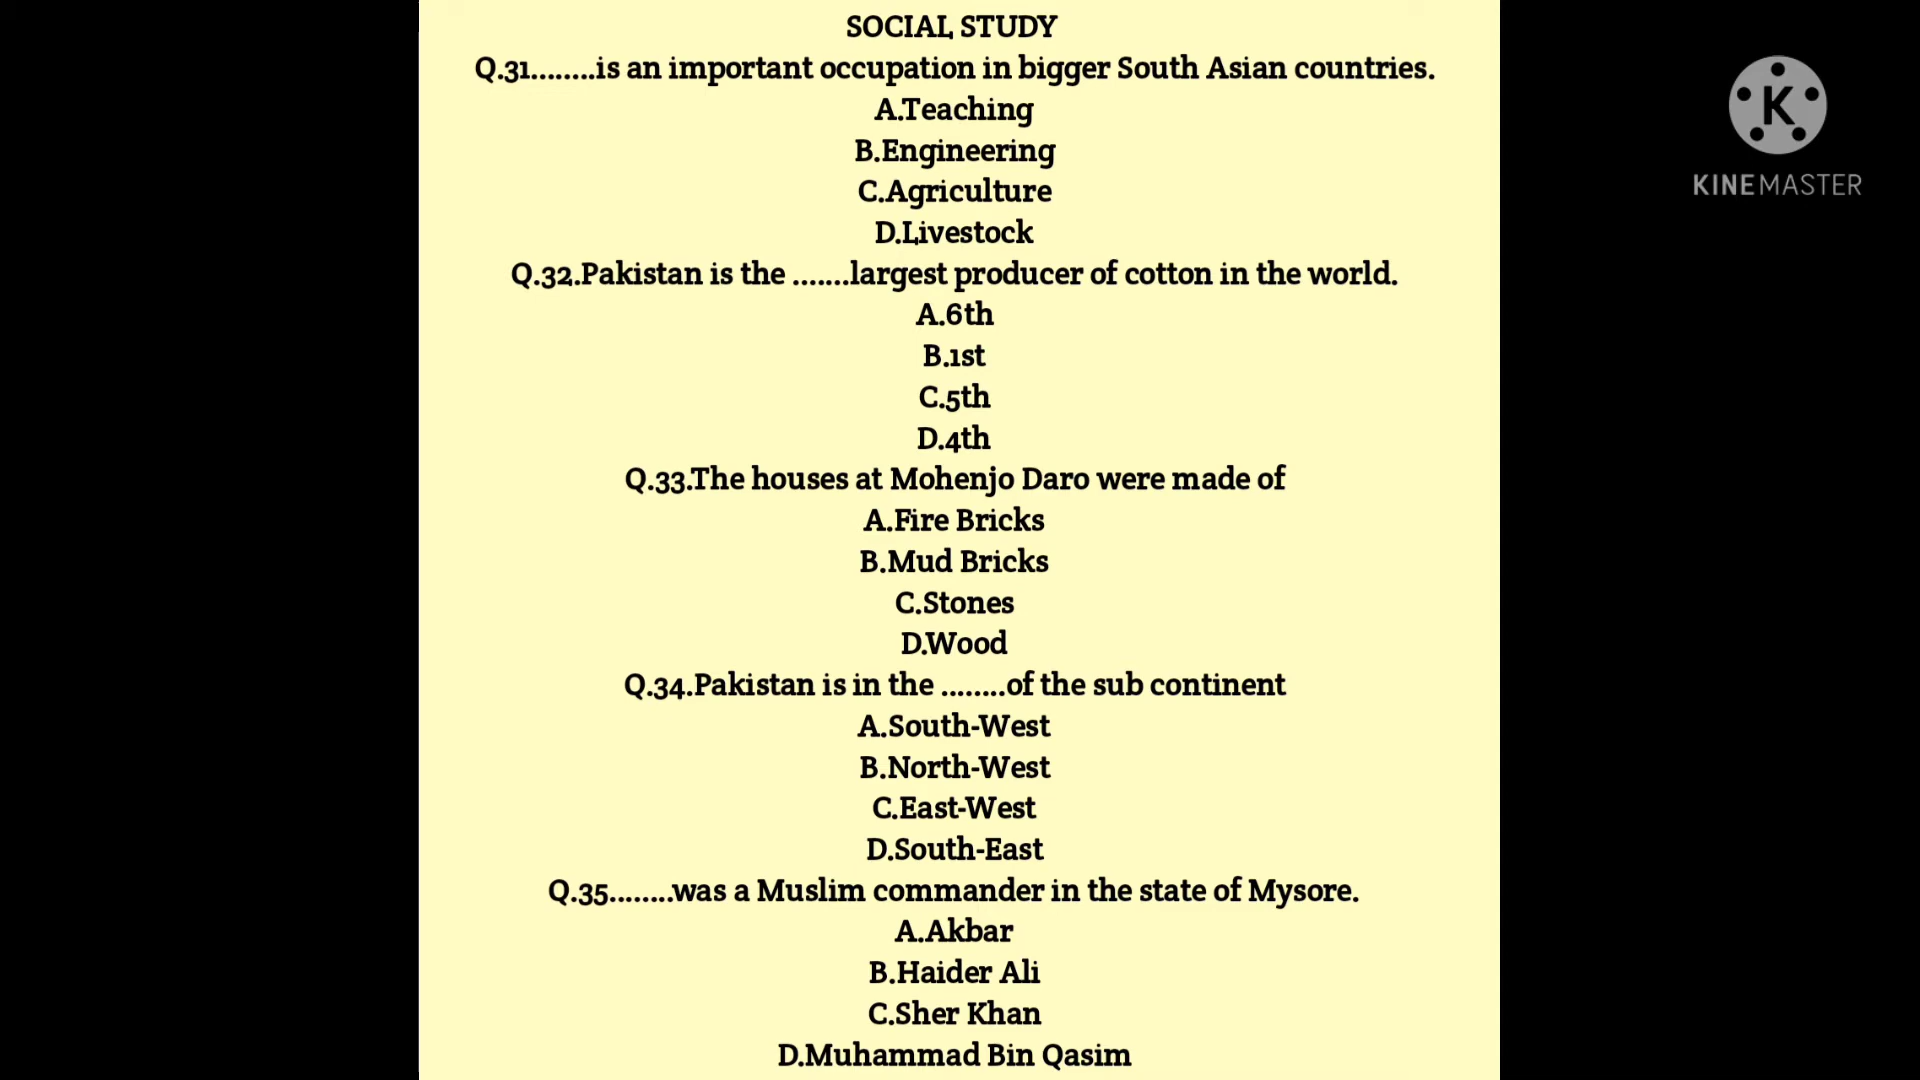 SOCIAL STUDY
Q.31........is an important occupation in bigger South Asian countries.
A.Teaching
B.Engineering
C.Agriculture
D.Livestock
Q.32.Pakistan is the .......largest producer of cotton in the world.
A.6th
B.1st
C.5th
D.4th
Q.33.The houses at Mohenjo Daro were made of
A.Fire Bricks
B.Mud Bricks
C.Stones
D.Wood
Q.34.Pakistan is in the ........of the sub continent
A.South-West
B.North-West
C.East-West
D.South-East
Q.35........was a Muslim commander in the state of Mysore.
A.Akbar
B.Haider Ali
C.Sher Khan
D.Muhammad Bin Qasim
K
KINEMASTER